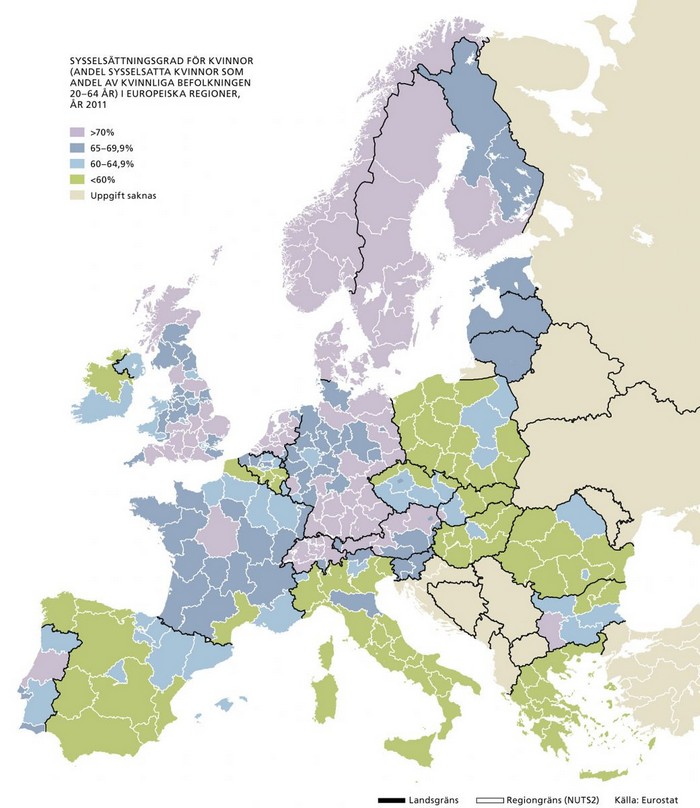 SYSSELSÄTTNINGSGRAD FÖR KVINNOR
(ANDEL SYSSELSATTA KVINNOR SOM
ANDEL AV KVINNLIGA BEFOLKNINGEN
20–64 ÅR) I EUROPEISKA REGIONER,
ÅR 2011
>70%
65–69,9%
60–64,9%
<60%
Uppgift saknas
Landsgräns Regiongräns (NUTS2) Källa: Eurostat